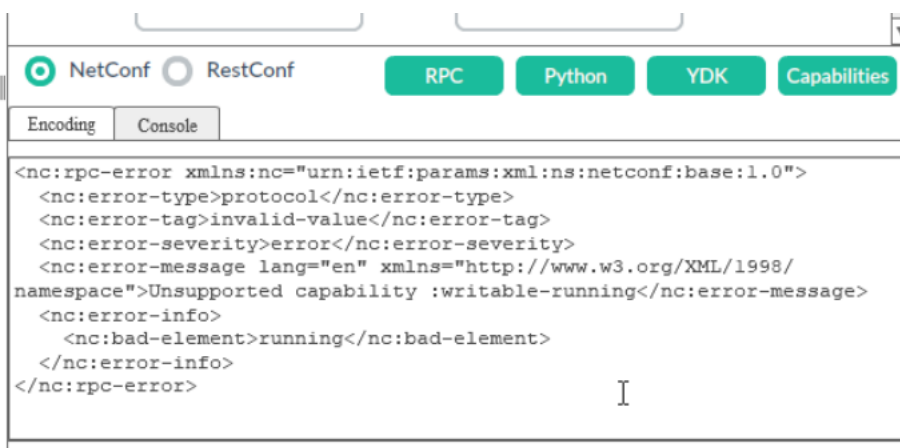 NetConf RestConf RPC Python YDK Capabilities
Encoding Console
<nc:rpc-error xmlns:nc="urn:ietf:params:xml:ns:netconf:base:1.0">
  <nc:error-type>protocol</nc:error-type>
  <nc:error-tag>invalid-value</nc:error-tag>
  <nc:error-severity>error</nc:error-severity>
  <nc:error-message lang="en" xmlns="http://www.w3.org/XML/1998/
namespace">Unsupported capability :writable-running</nc:error-message>
  <nc:error-info>
    <nc:bad-element>running</nc:bad-element>
  </nc:error-info>
</nc:rpc-error>